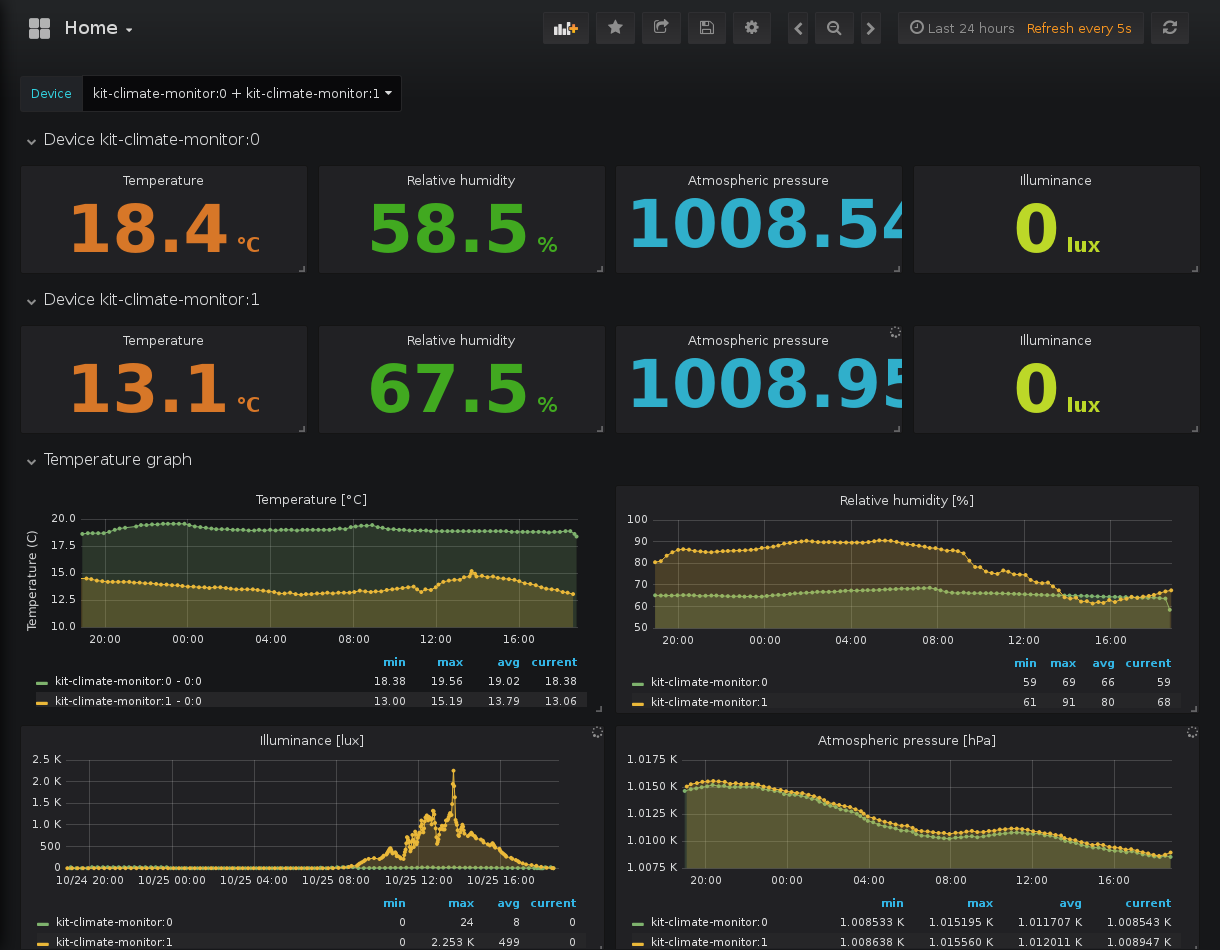 Home
Last 24 hours Refresh every 5s
Device kit-climate-monitor:0 + kit-climate-monitor:1
Device kit-climate-monitor:0
Temperature Relative humidity Atmospheric pressure Illuminance
18.4 °C 58.5 % 1008.54 0 lux
Device kit-climate-monitor:1
Temperature Relative humidity Atmospheric pressure Illuminance
13.1 °C 67.5 % 1008.95 0 lux
Temperature graph
Temperature [°C]
Temperature (C)
20.0
17.5
15.0
12.5
10.0
20:00 00:00 04:00 08:00 12:00 16:00
min max avg current
kit-climate-monitor:0 - 0:0 18.38 19.56 19.02 18.38
kit-climate-monitor:1 - 0:0 13.00 15.19 13.79 13.06
Relative humidity [%]
100
90
80
70
60
50
20:00 00:00 04:00 08:00 12:00 16:00
min max avg current
kit-climate-monitor:0 59 69 66 59
kit-climate-monitor:1 61 91 80 68
Illuminance [lux]
2.5 K
2.0 K
1.5 K
1.0 K
500
0
10/24 20:00 10/25 00:00 10/25 04:00 10/25 08:00 10/25 12:00 10/25 16:00
min max avg current
kit-climate-monitor:0 0 24 8 0
kit-climate-monitor:1 0 2.253 K 499 0
Atmospheric pressure [hPa]
1.0175 K
1.0150 K
1.0125 K
1.0100 K
1.0075 K
20:00 00:00 04:00 08:00 12:00 16:00
min max avg current
kit-climate-monitor:0 1.008533 K 1.015195 K 1.011707 K 1.008543 K
kit-climate-monitor:1 1.008638 K 1.015560 K 1.012011 K 1.008947 K